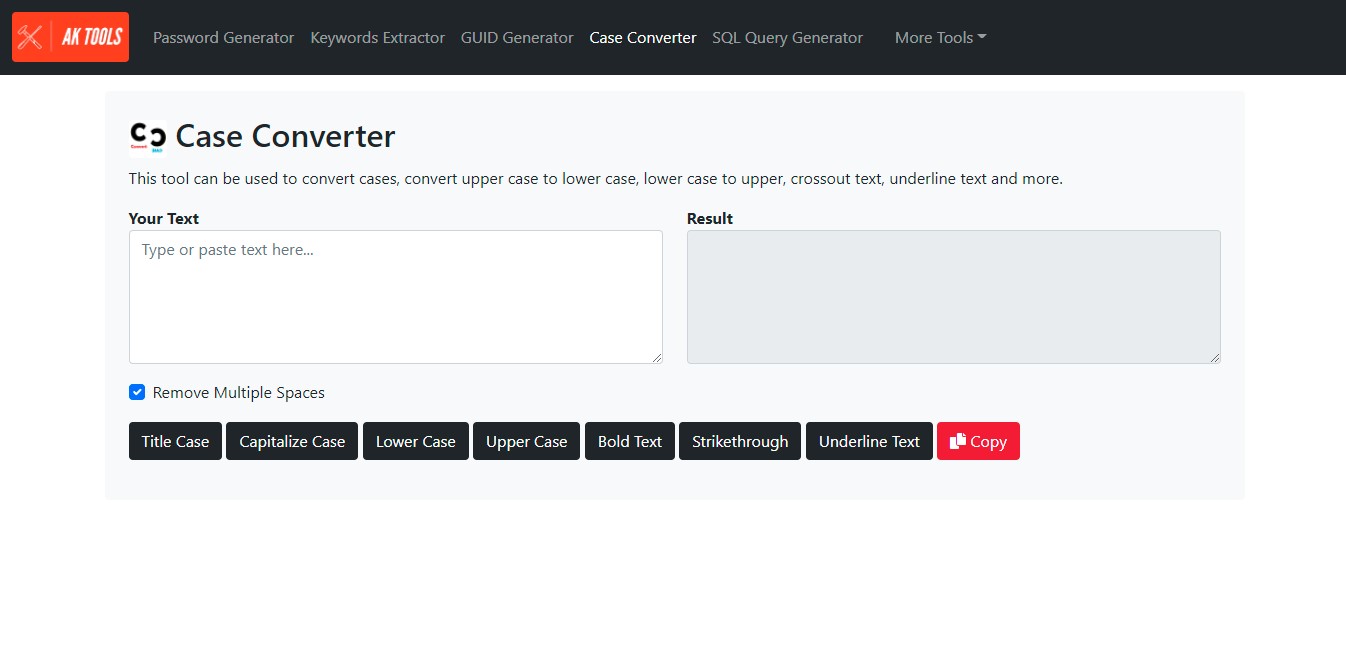 AK TOOLS Password Generator Keywords Extractor GUID Generator Case Converter SQL Query Generator More Tools
Case Converter
This tool can be used to convert cases, convert upper case to lower case, lower case to upper, crossout text, underline text and more.
Your Text Result
Type or paste text here...
Remove Multiple Spaces
Title Case Capitalize Case Lower Case Upper Case Bold Text Strikethrough Underline Text Copy